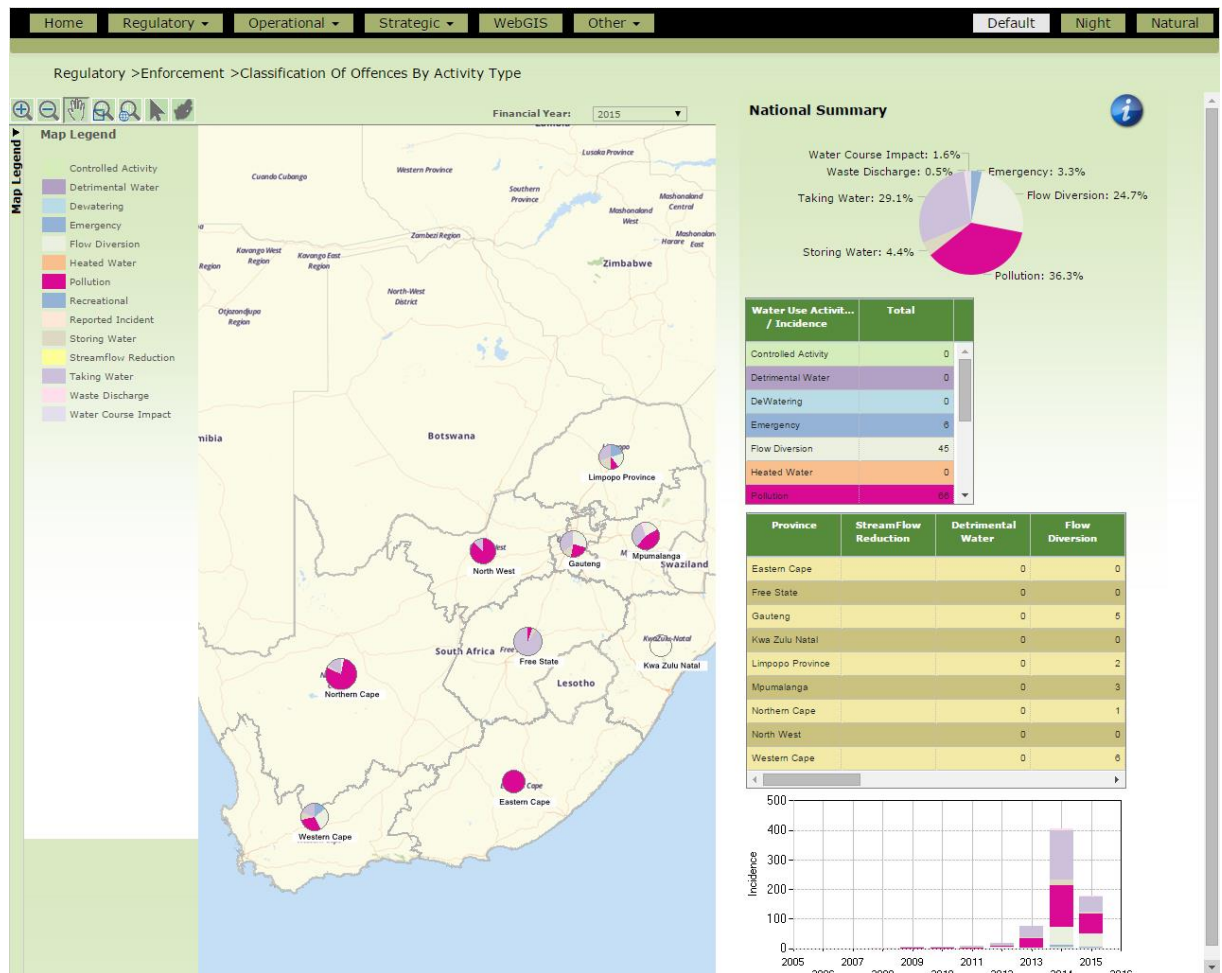 Home Regulatory Operational Strategic WebGIS Other Default Night Natural
Regulatory >Enforcement >Classification Of Offences By Activity Type
Financial Year: 2015
Map Legend
Map Legend
Controlled Activity
Detrimental Water
Dewatering
Emergency
Flow Diversion
Heated Water
Pollution
Recreational
Reported Incident
Storing Water
Streamflow Reduction
Taking Water
Waste Discharge
Water Course Impact
Lusaka Province
Cuando Cubango
Western Province
Southern
Province
Mashonaland
Central
Mashonaland
West
Zambezi Region
Harare East
Kavango West
Region
Kavango East
Region
Region
Zimbabwe
North-West
District
Otjozondjupa
Region
Botswana
Limpopo Province
North West
Gauteng
Mpumalanga
Swaziland
South Africa
Free State
KwaZulu-Natal
Kwa Zulu Natal
Northern Cape
Lesotho
Eastern Cape
Western Cape
National Summary
Water Course Impact: 1.6%
Waste Discharge: 0.5%
Emergency: 3.3%
Taking Water: 29.1%
Flow Diversion: 24.7%
Storing Water: 4.4%
Pollution: 36.3%
Water Use Activit... Total
/ Incidence
Controlled Activity 0
Detrimental Water 0
DeWatering 0
Emergency 6
Flow Diversion 45
Heated Water 0
Pollution 66
Province StreamFlow Detrimental Flow
Reduction Water Diversion
Eastern Cape 0 0
Free State 0 0
Gauteng 0 5
Kwa Zulu Natal 0 0
Limpopo Province 0 2
Mpumalanga 0 3
Northern Cape 0 1
North West 0 0
Western Cape 0 6
500
400
300
200
100
0
Incidence
2005 2007 2009 2011 2013 2015